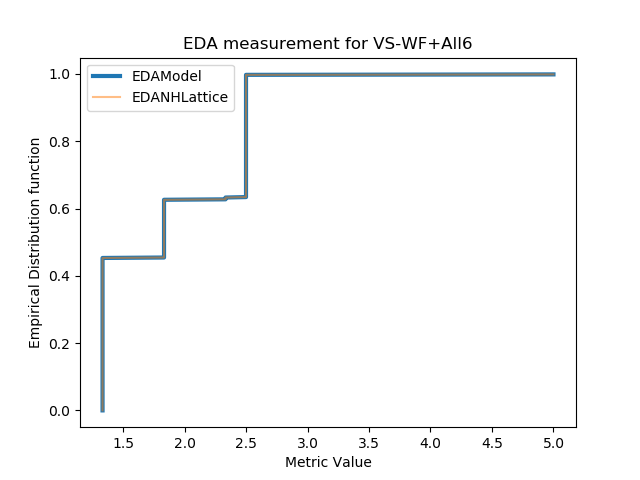 EDA measurement for VS-WF+All6
EDAModel
EDANHLattice
Empirical Distribution function
1.0
0.8
0.6
0.4
0.2
0.0
1.5 2.0 2.5 3.0 3.5 4.0 4.5 5.0
Metric Value